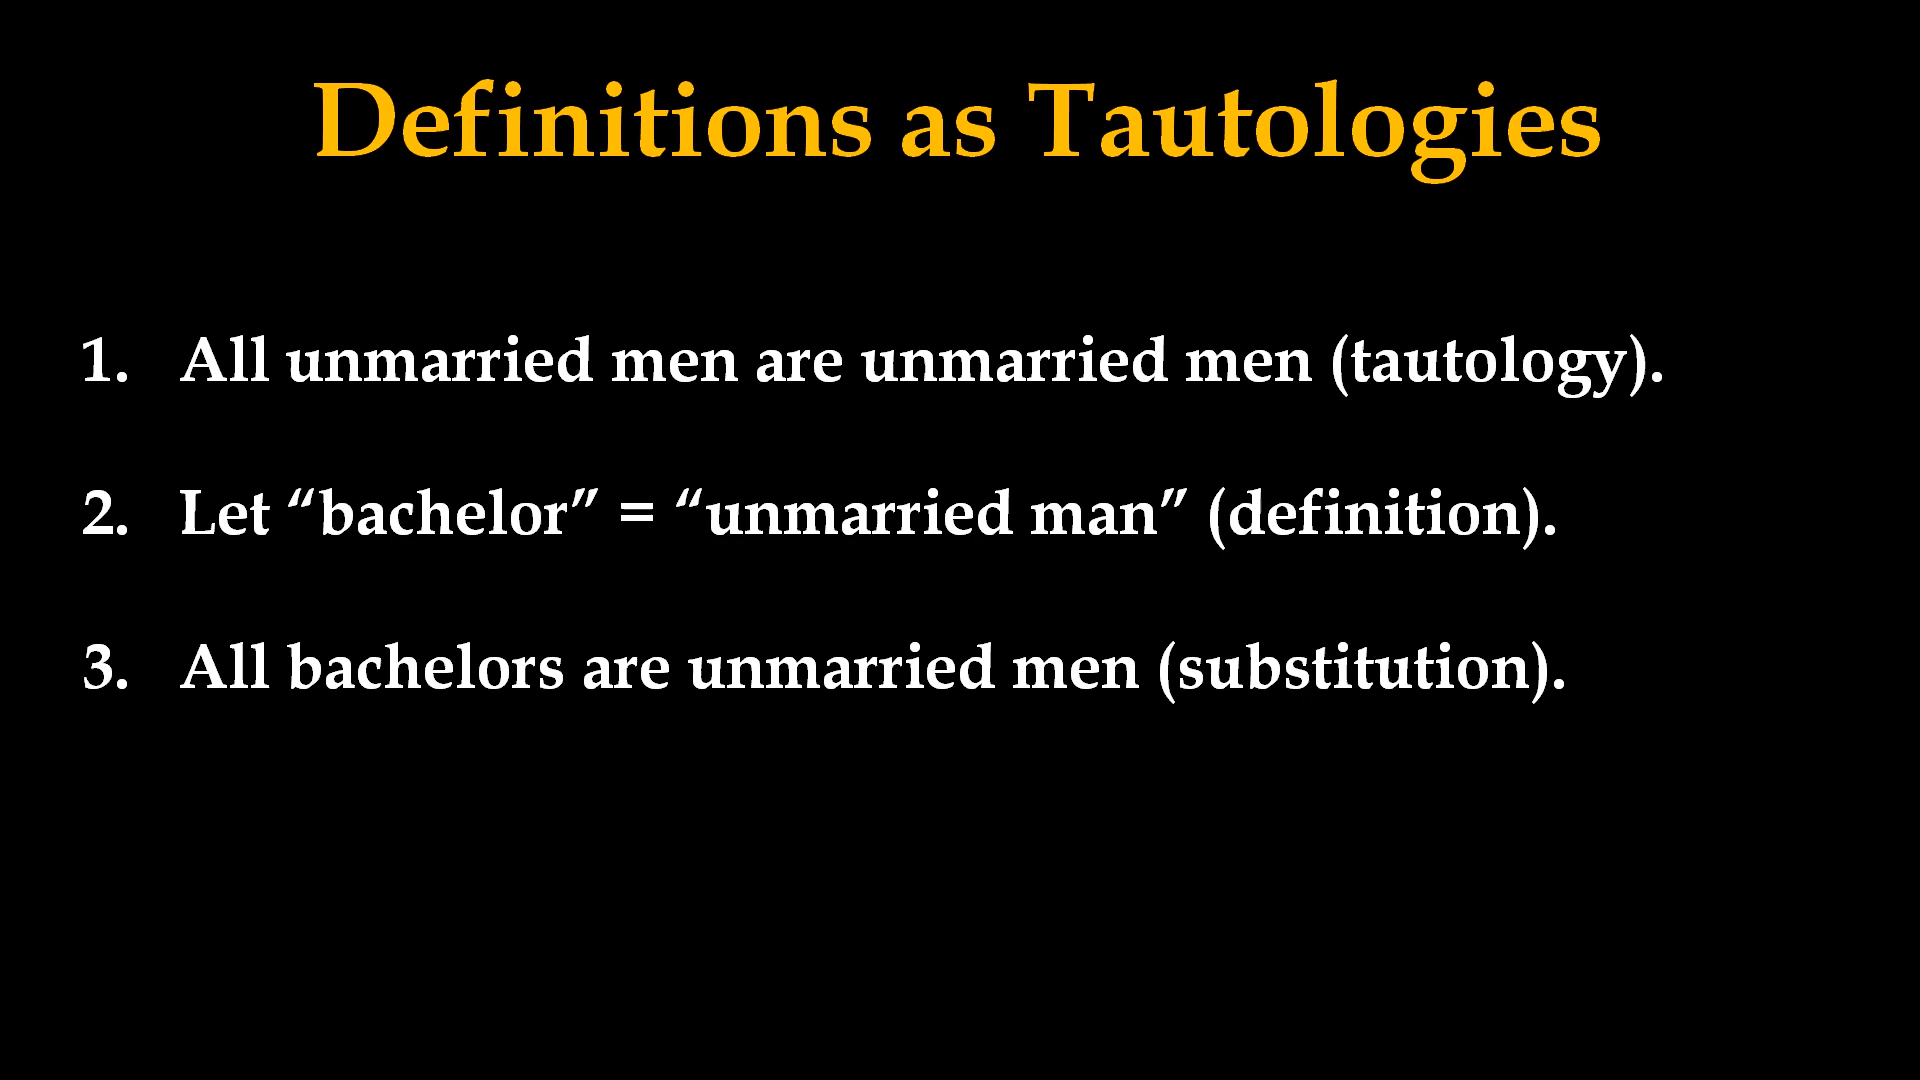 Definitions as Tautologies
1. All unmarried men are unmarried men (tautology).
2. Let “bachelor” = “unmarried man” (definition).
3. All bachelors are unmarried men (substitution).